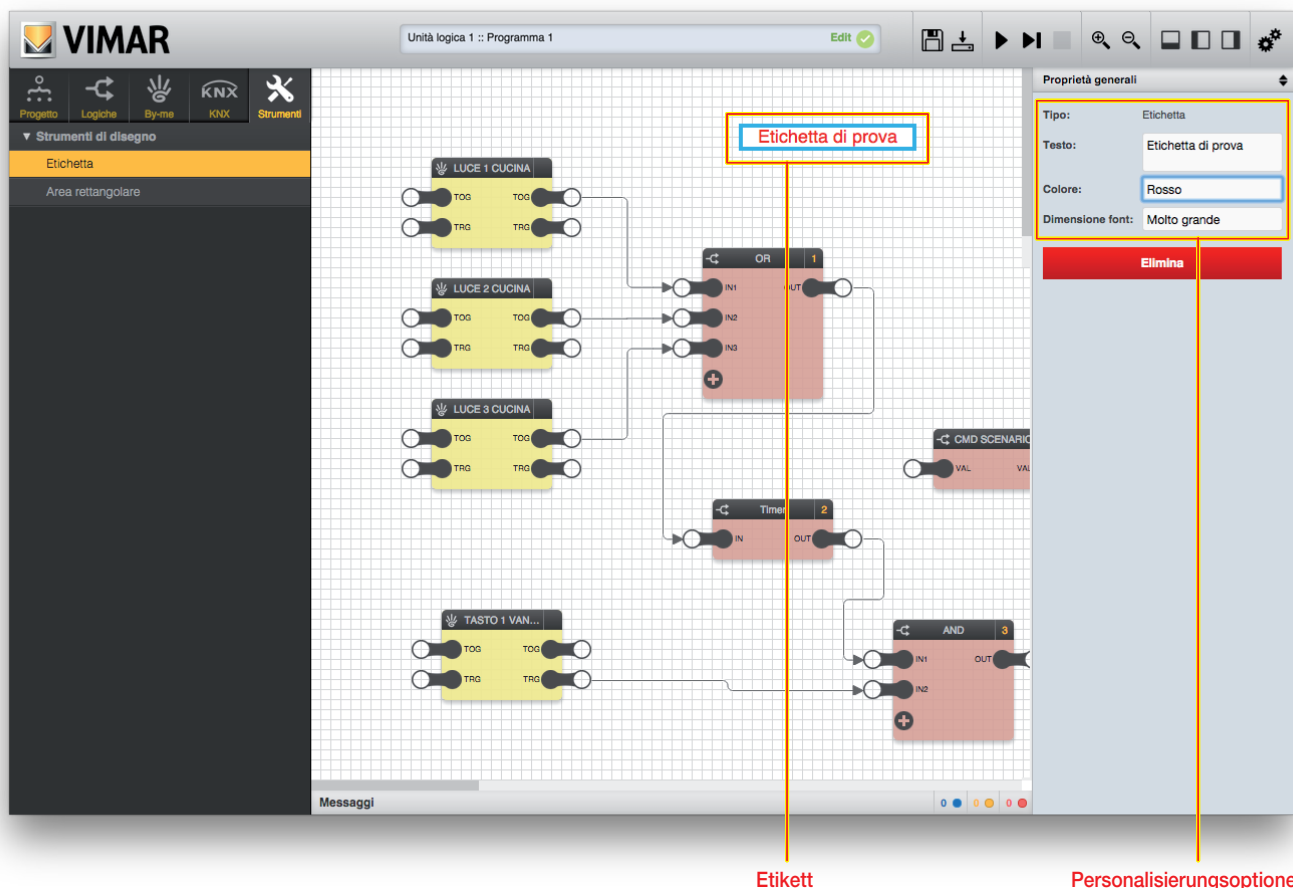 VIMAR
Unità logica 1 :: Programma 1
Edit
Progetto
Logiche
By-me
KNX
KNX
Strumenti
Strumenti di disegno
Etichetta
Area rettangolare
Etichetta di prova
LUCE 1 CUCINA
TOG TOG
TRG TRG
LUCE 2 CUCINA
TOG TOG
TRG TRG
LUCE 3 CUCINA
TOG TOG
TRG TRG
OR 1
IN1 OUT
IN2
IN3
CMD SCENARIO
VAL VAL
Timer 2
IN OUT
TASTO 1 VAN...
TOG TOG
TRG TRG
AND 3
IN1 OUT
IN2
Messaggi
0 0 0
Proprietà generali
Tipo: Etichetta
Testo: Etichetta di prova
Colore: Rosso
Dimensione font: Molto grande
Elimina
Etikett
Personalisierungsoptione